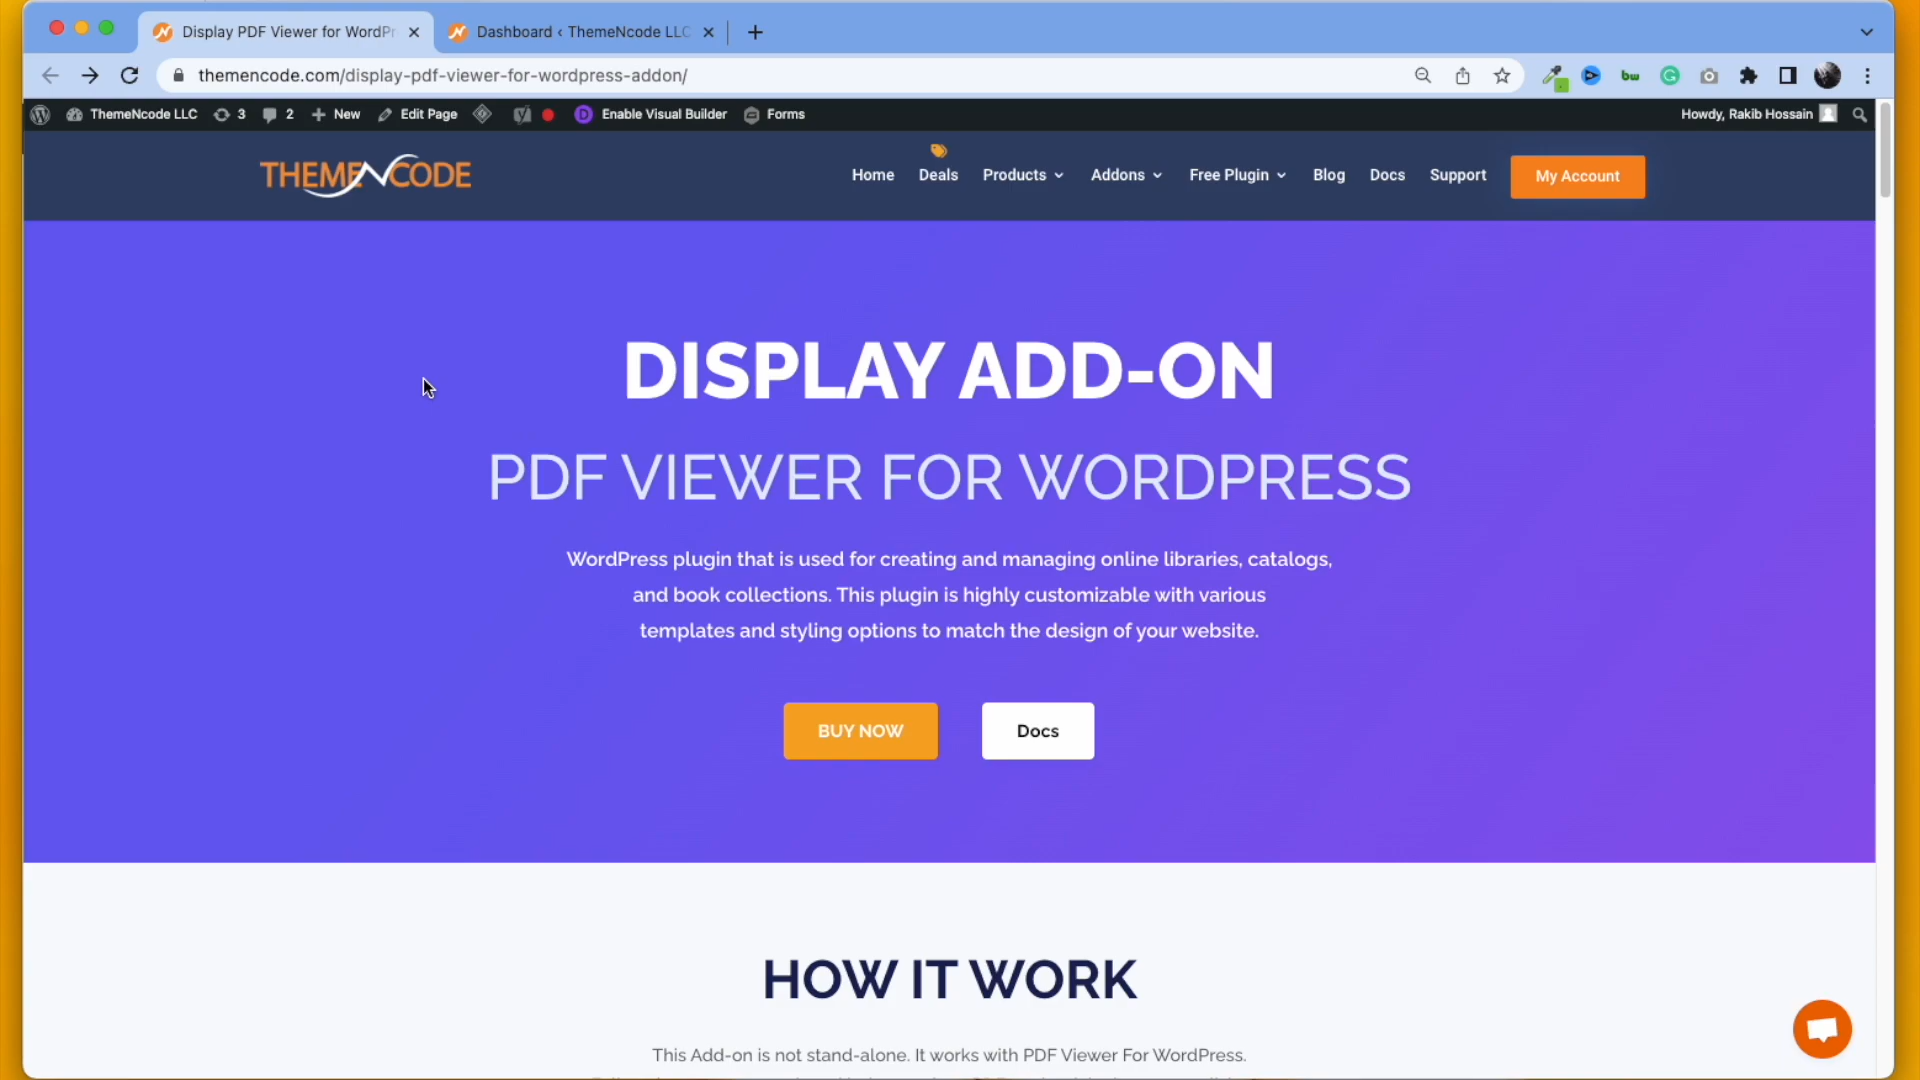 Display PDF Viewer for WordPr
Dashboard ‹ ThemeNcode LLC
themencode.com/display-pdf-viewer-for-wordpress-addon/
bw
ThemeNcode LLC 3 2 New Edit Page Enable Visual Builder Forms Howdy, Rakib Hossain
THEMENCODE
Home Deals Products Addons Free Plugin Blog Docs Support My Account
DISPLAY ADD-ON
PDF VIEWER FOR WORDPRESS
WordPress plugin that is used for creating and managing online libraries, catalogs,
and book collections. This plugin is highly customizable with various
templates and styling options to match the design of your website.
BUY NOW Docs
HOW IT WORK
This Add-on is not stand-alone. It works with PDF Viewer For WordPress.